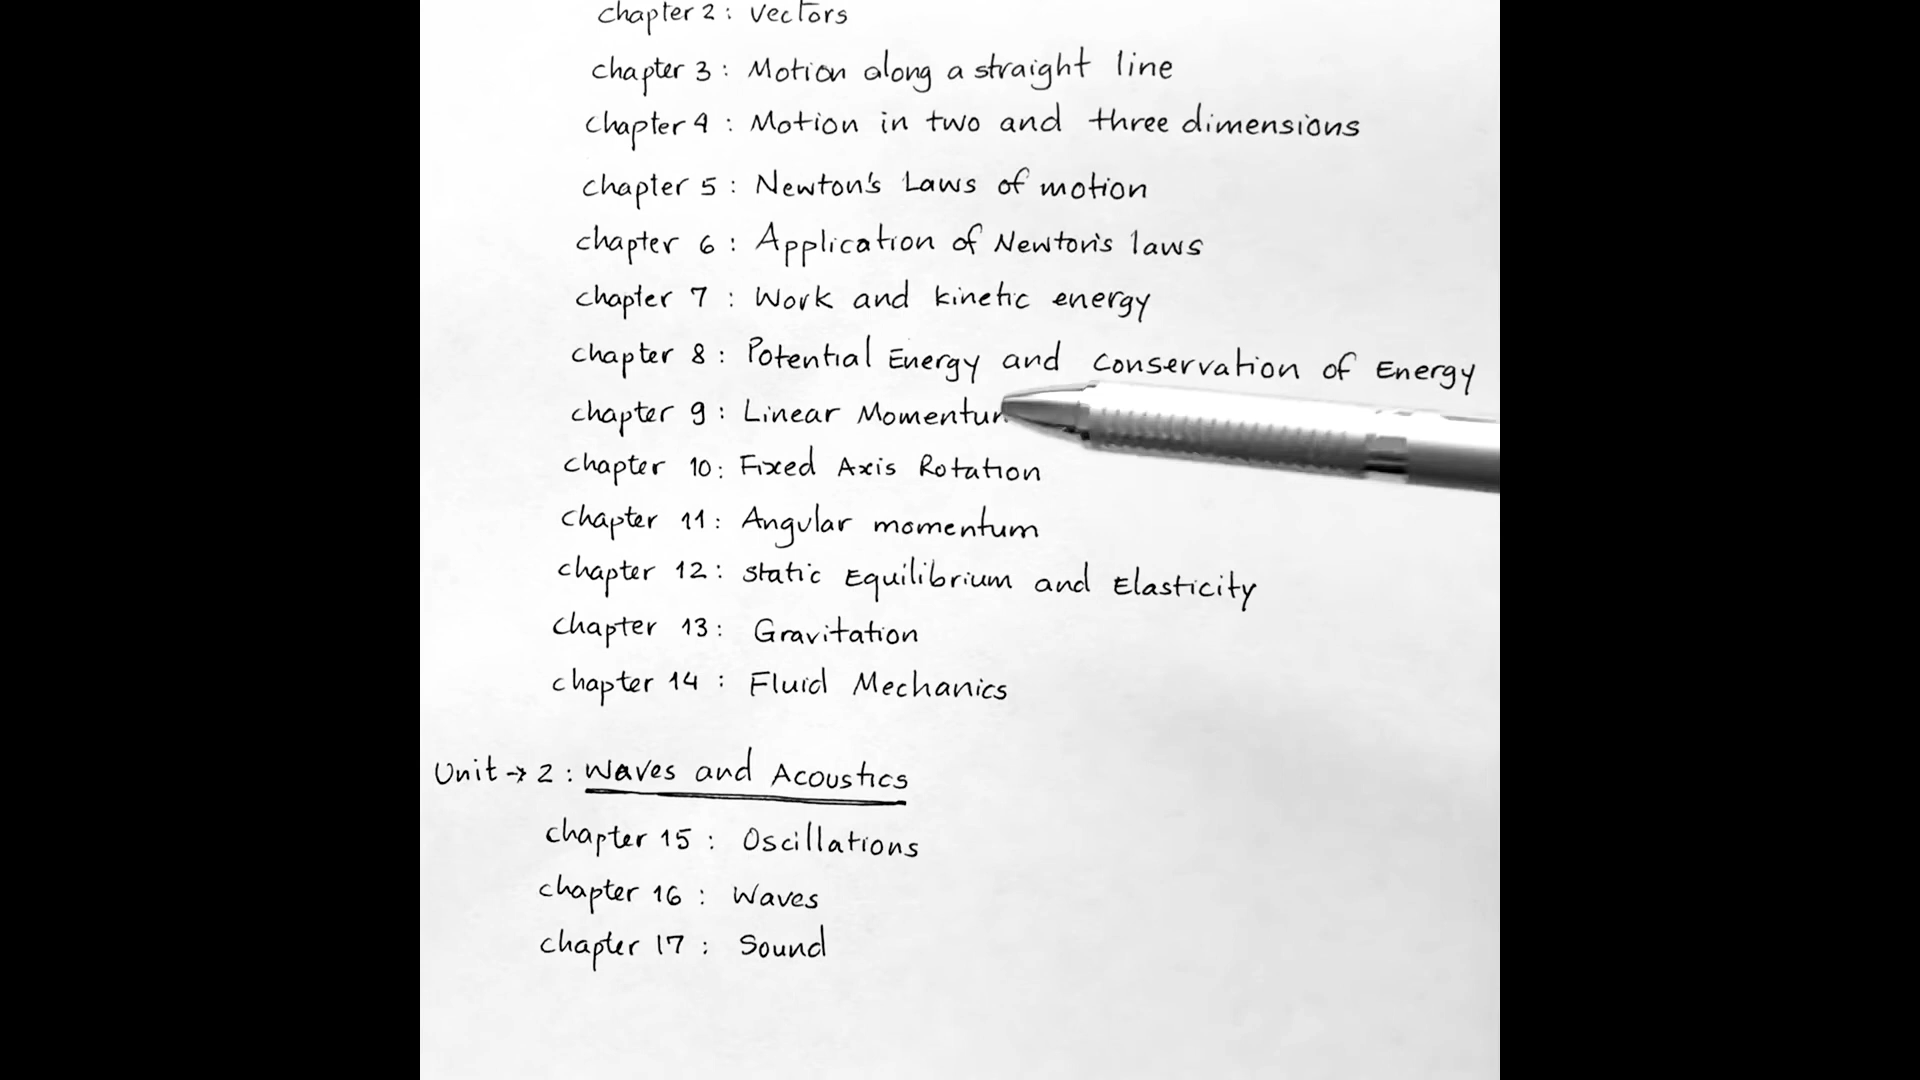 chapter 2 : Vectors
chapter 3 : Motion along a straight line
chapter 4 : Motion in two and three dimensions
chapter 5 : Newton's Laws of motion
chapter 6 : Application of Newton's laws
chapter 7 : Work and kinetic energy
chapter 8 : Potential Energy and Conservation of Energy
chapter 9 : Linear Momentum
chapter 10 : Fixed Axis Rotation
chapter 11 : Angular momentum
chapter 12 : Static Equilibrium and Elasticity
chapter 13 : Gravitation
chapter 14 : Fluid Mechanics
Unit → 2 : Waves and Acoustics
chapter 15 : Oscillations
chapter 16 : Waves
chapter 17 : Sound